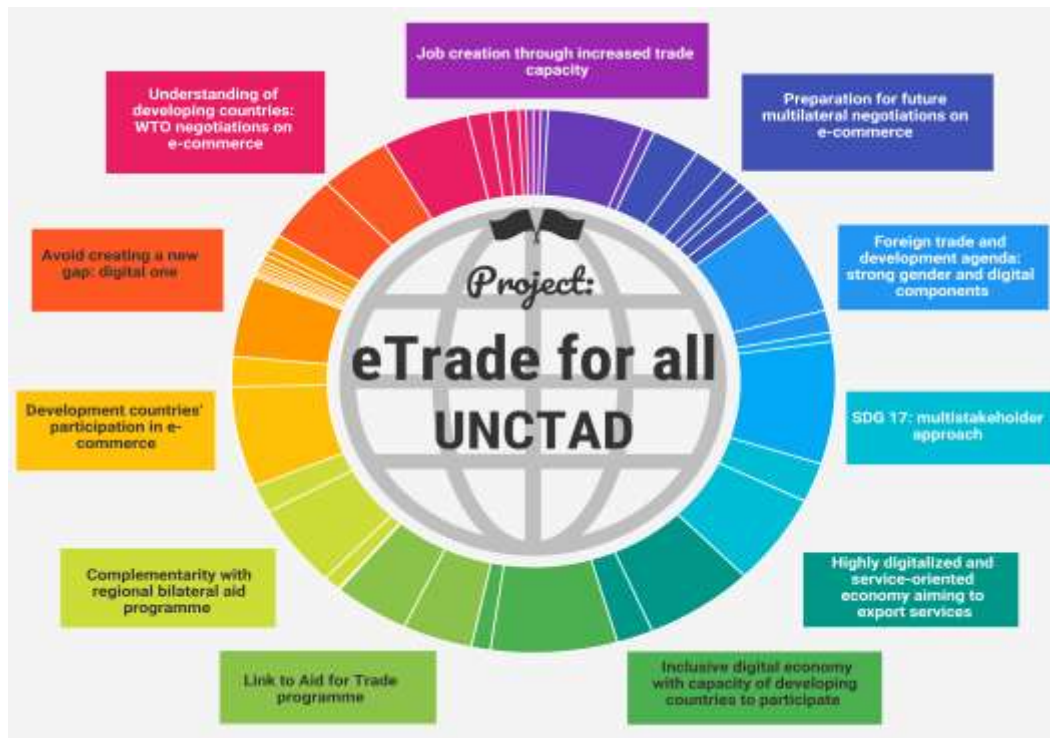 Job creation through increased trade
capacity
Understanding of
developing countries:
WTO negotiations on
e-commerce
Preparation for future
multilateral negotiations on
e-commerce
Avoid creating a new
gap: digital one
Foreign trade and
development agenda:
strong gender and digital
components
Project:
eTrade for all
UNCTAD
Development countries'
participation in e-
commerce
SDG 17: multistakeholder
approach
Complementarity with
regional bilateral aid
programme
Highly digitalized and
service-oriented
economy aiming to
export services
Link to Aid for Trade
programme
Inclusive digital economy
with capacity of developing
countries to participate